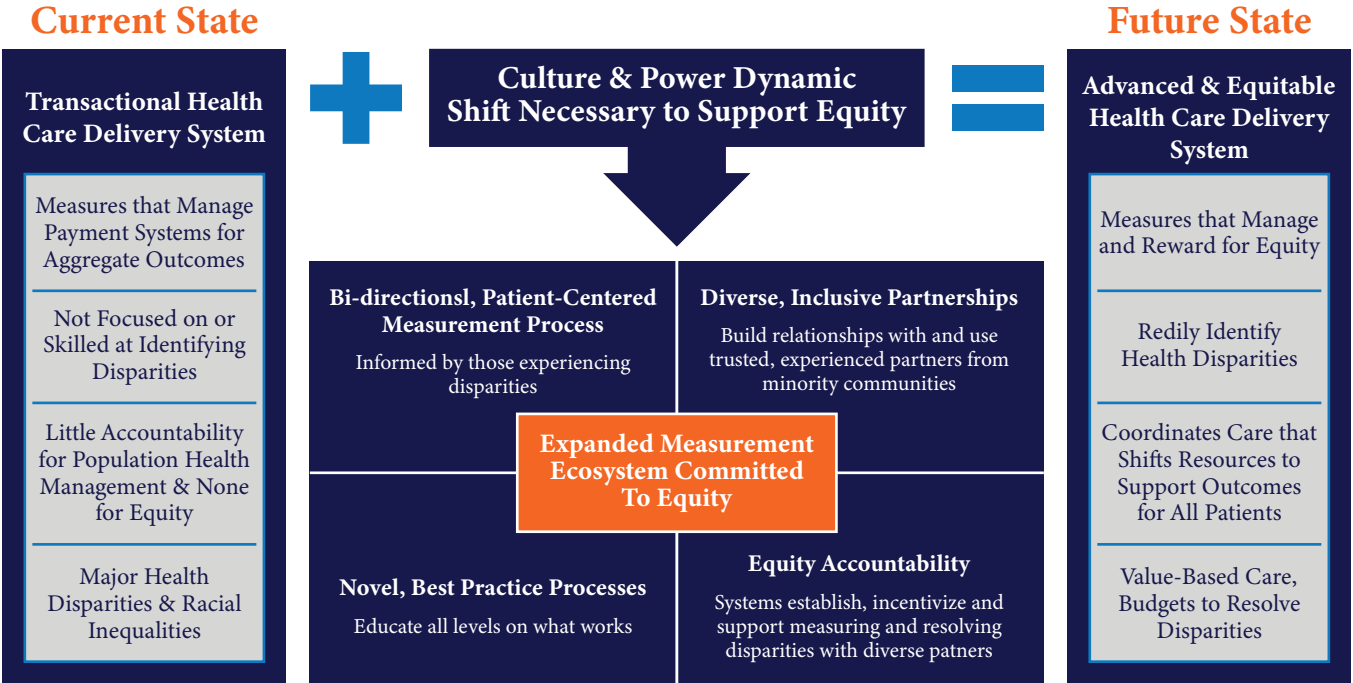 Current State
Transactional Health
Care Delivery System
Measures that Manage
Payment Systems for
Aggregate Outcomes
Not Focused on or
Skilled at Identifying
Disparities
Little Accountability
for Population Health
Management & None
for Equity
Major Health
Disparities & Racial
Inequalities
Culture & Power Dynamic
Shift Necessary to Support Equity
Bi-directionsl, Patient-Centered
Measurement Process
Informed by those experiencing
disparities
Diverse, Inclusive Partnerships
Build relationships with and use
trusted, experienced partners from
minority communities
Expanded Measurement
Ecosystem Committed
To Equity
Novel, Best Practice Processes
Educate all levels on what works
Equity Accountability
Systems establish, incentivize and
support measuring and resolving
disparities with diverse patners
Future State
Advanced & Equitable
Health Care Delivery
System
Measures that Manage
and Reward for Equity
Redily Identify
Health Disparities
Coordinates Care that
Shifts Resources to
Support Outcomes
for All Patients
Value-Based Care,
Budgets to Resolve
Disparities